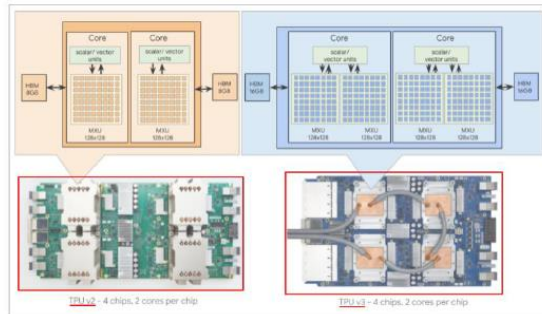 Core
Core
scalar/ vector
units
scalar/ vector
units
HBM
8GB
HBM
8GB
MXU
128x128
MXU
128x128
Core
Core
scalar/ vector
units
scalar/ vector
units
HBM
16GB
HBM
16GB
MXU
128x128
MXU
128x128
MXU
128x128
MXU
128x128
TPU v2 - 4 chips, 2 cores per chip
TPU v3 - 4 chips, 2 cores per chip